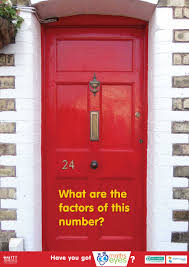 24
What are the
factors of this
number?
Have you got maths eyes?